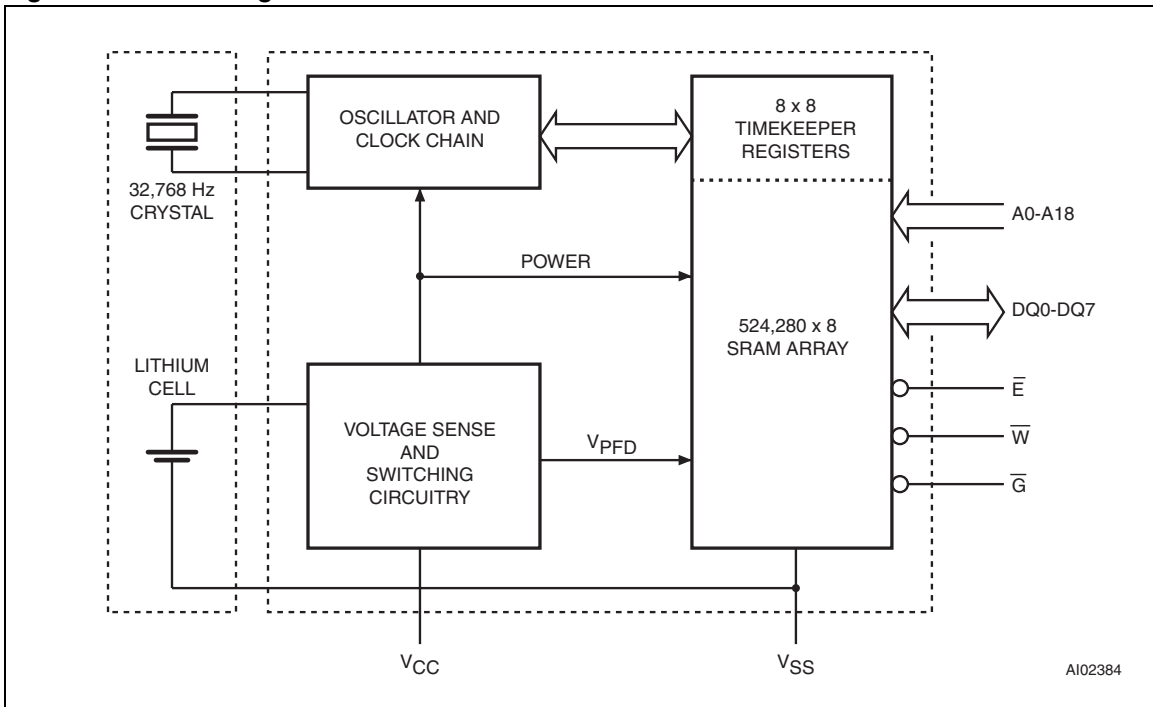 OSCILLATOR AND
CLOCK CHAIN
8 x 8
TIMEKEEPER
REGISTERS
32,768 Hz
CRYSTAL
A0-A18
POWER
DQ0-DQ7
524,280 x 8
SRAM ARRAY
LITHIUM
CELL
E̅
VOLTAGE SENSE
AND
SWITCHING
CIRCUITRY
VPFD
W̅
G̅
VCC
VSS
AI02384